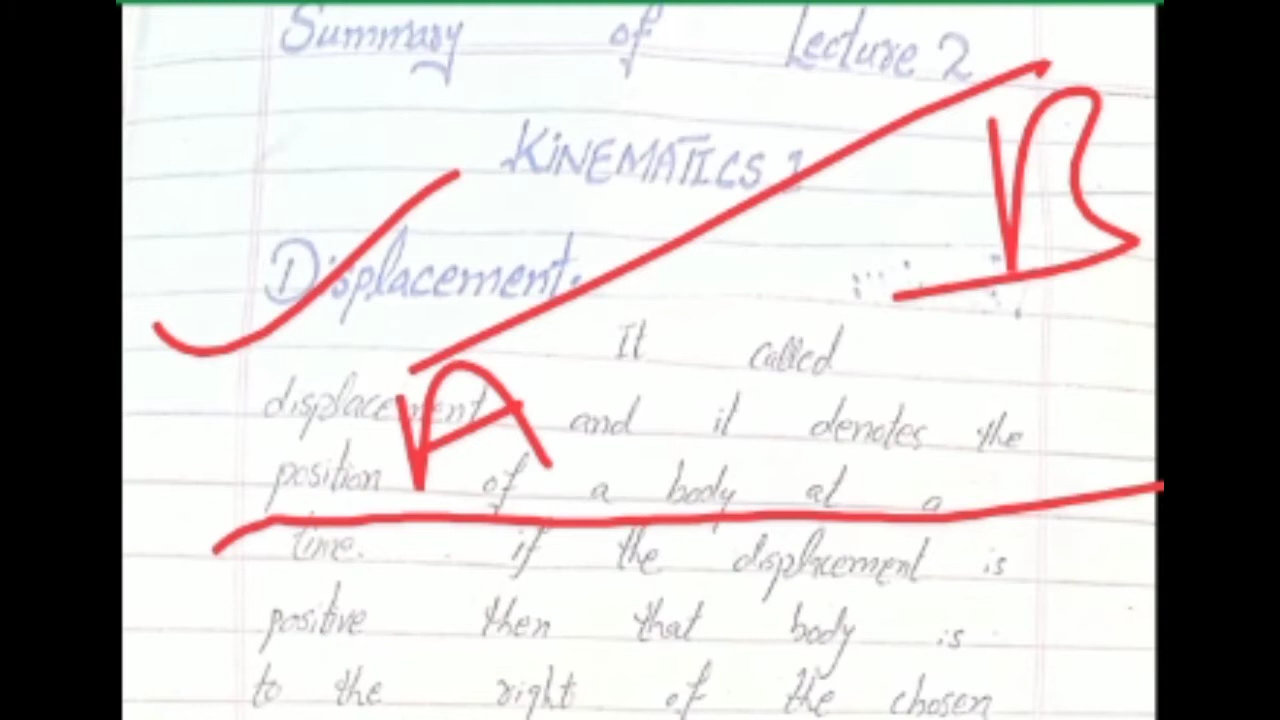 Summary of Lecture 2
KINEMATICS 1
Displacement.
B
It called
A
displacement and it denotes the
position of a body at a
time. if the displacement is
positive then that body is
to the right of the chosen